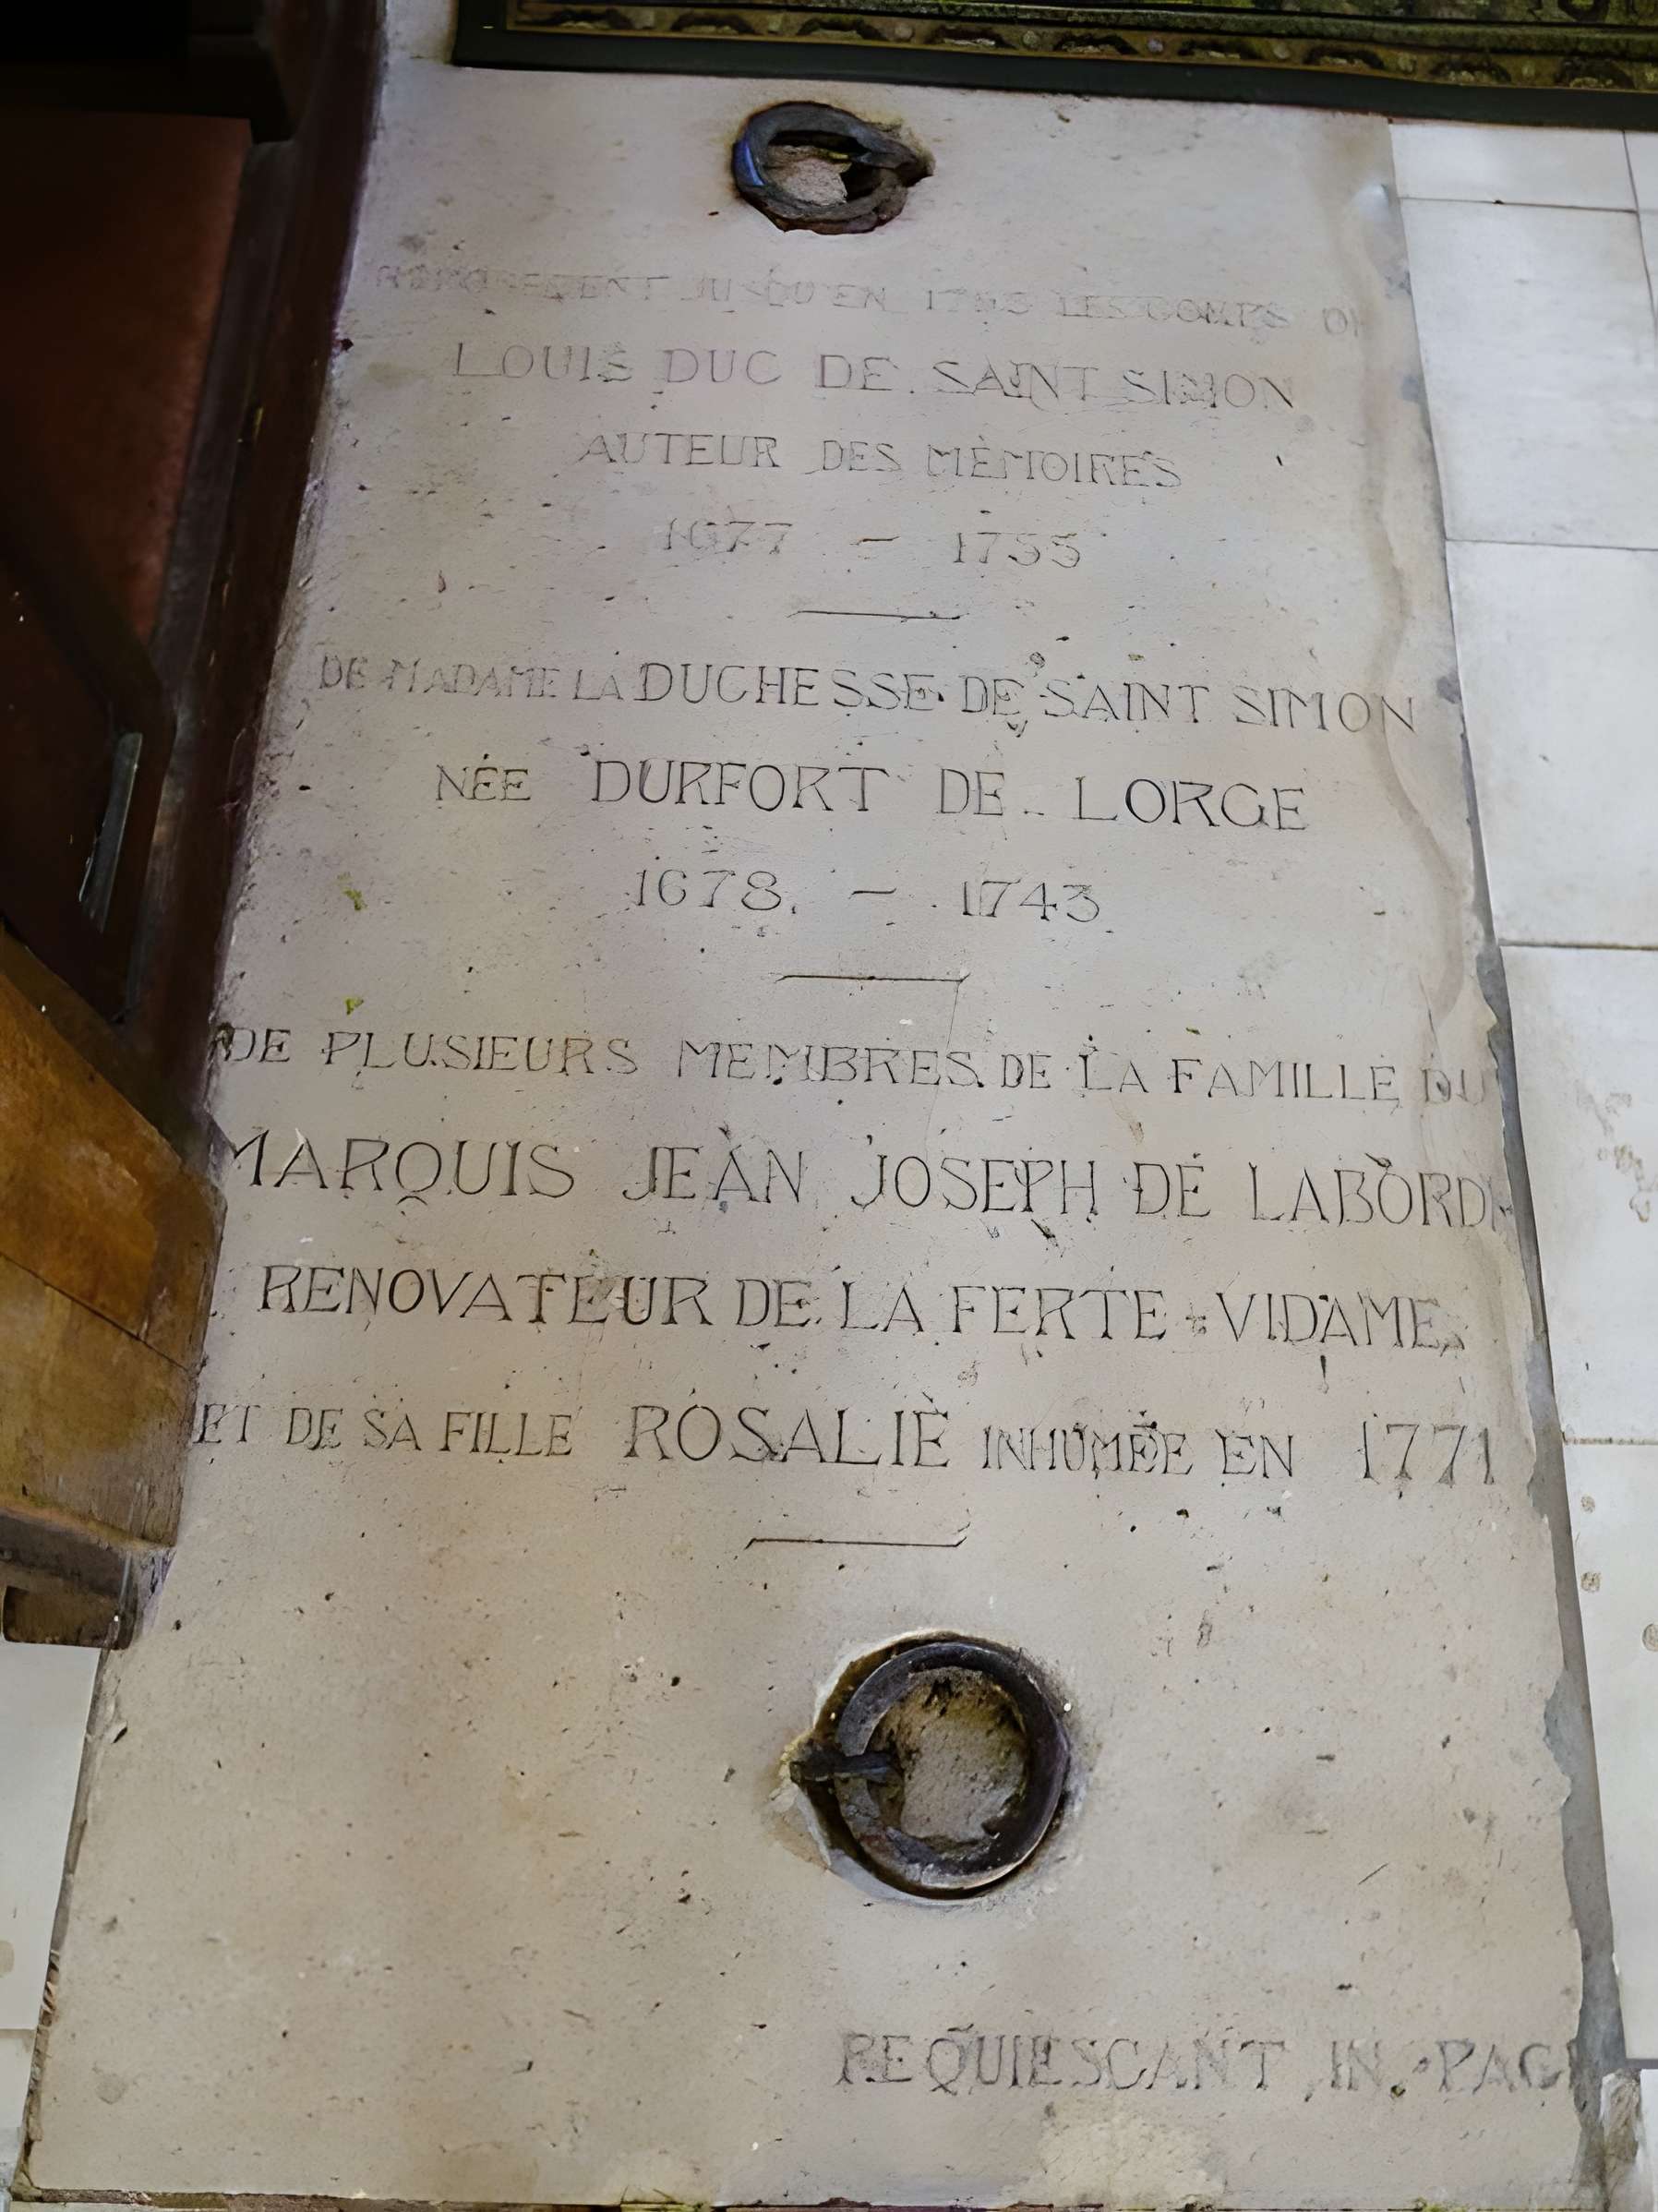 REPOSERENT JUSQU'EN 1793 LES CORPS DE
LOUIS DUC DE SAINT SIMON
AUTEUR DES MÉMOIRES
1677 - 1755
DE MADAME LA DUCHESSE DE SAINT SIMON
NÉE DURFORT DE LORGE
1678 - 1743
DE PLUSIEURS MEMBRES DE LA FAMILLE DU
MARQUIS JEAN JOSEPH DE LABORDE
RENOVATEUR DE LA FERTE VIDAME
ET DE SA FILLE ROSALIE INHUMÉE EN 1771
REQUIESCANT IN PACE